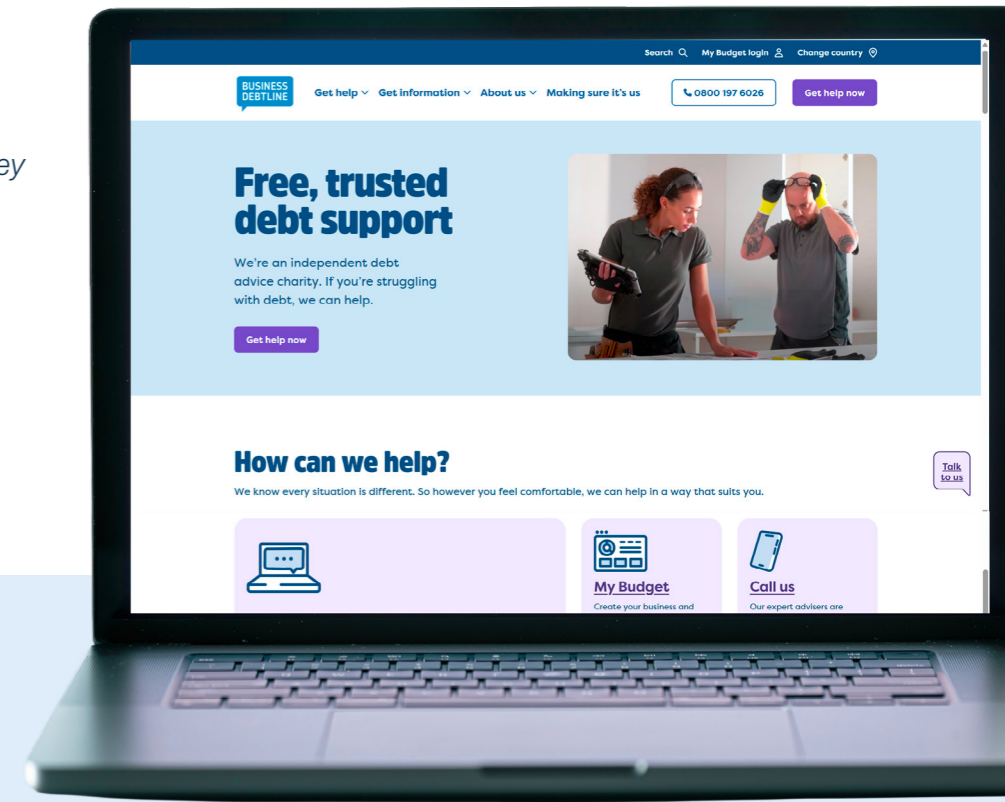 ey
Search My Budget login Change country
BUSINESS
DEBTLINE
Get help Get information About us Making sure it's us 0800 197 6026 Get help now
Free, trusted
debt support
We're an independent debt
advice charity. If you're struggling
with debt, we can help.
Get help now
How can we help?
We know every situation is different. So however you feel comfortable, we can help in a way that suits you.
Talk
to us
My Budget
Create your business and
Call us
Our expert advisers are